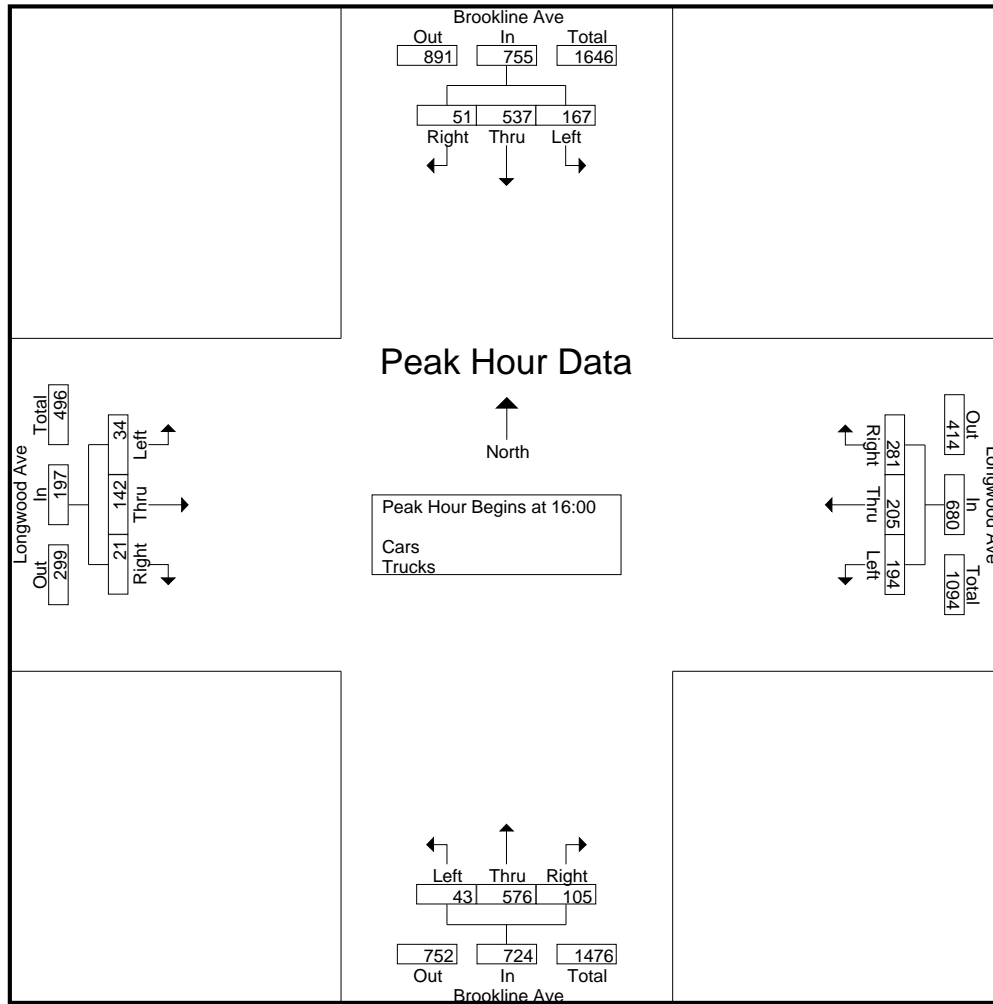 Brookline Ave
Out In Total
891 755 1646
51 537 167
Right Thru Left
Peak Hour Data
North
Peak Hour Begins at 16:00
Cars
Trucks
Longwood Ave
Total In Out
496 197 299
34 142 21
Left Thru Right
Longwood Ave
Out In Total
414 680 1094
281 205 194
Right Thru Left
Left Thru Right
43 576 105
752 724 1476
Out In Total
Brookline Ave